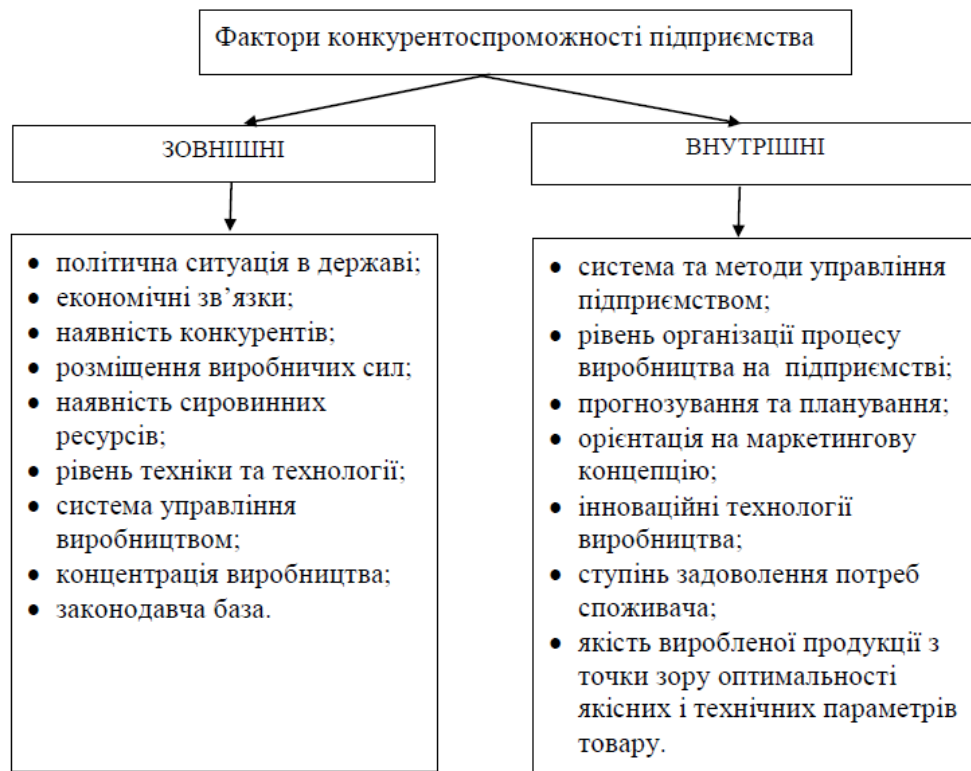 Фактори конкурентоспроможності підприємства
ЗОВНІШНІ
• політична ситуація в державі;
• економічні зв’язки;
• наявність конкурентів;
• розміщення виробничих сил;
• наявність сировинних
ресурсів;
• рівень техніки та технології;
• система управління
виробництвом;
• концентрація виробництва;
• законодавча база.
ВНУТРІШНІ
• система та методи управління
підприємством;
• рівень організації процесу
виробництва на підприємстві;
• прогнозування та планування;
• орієнтація на маркетингову
концепцію;
• інноваційні технології
виробництва;
• ступінь задоволення потреб
споживача;
• якість виробленої продукції з
точки зору оптимальності
якісних і технічних параметрів
товару.